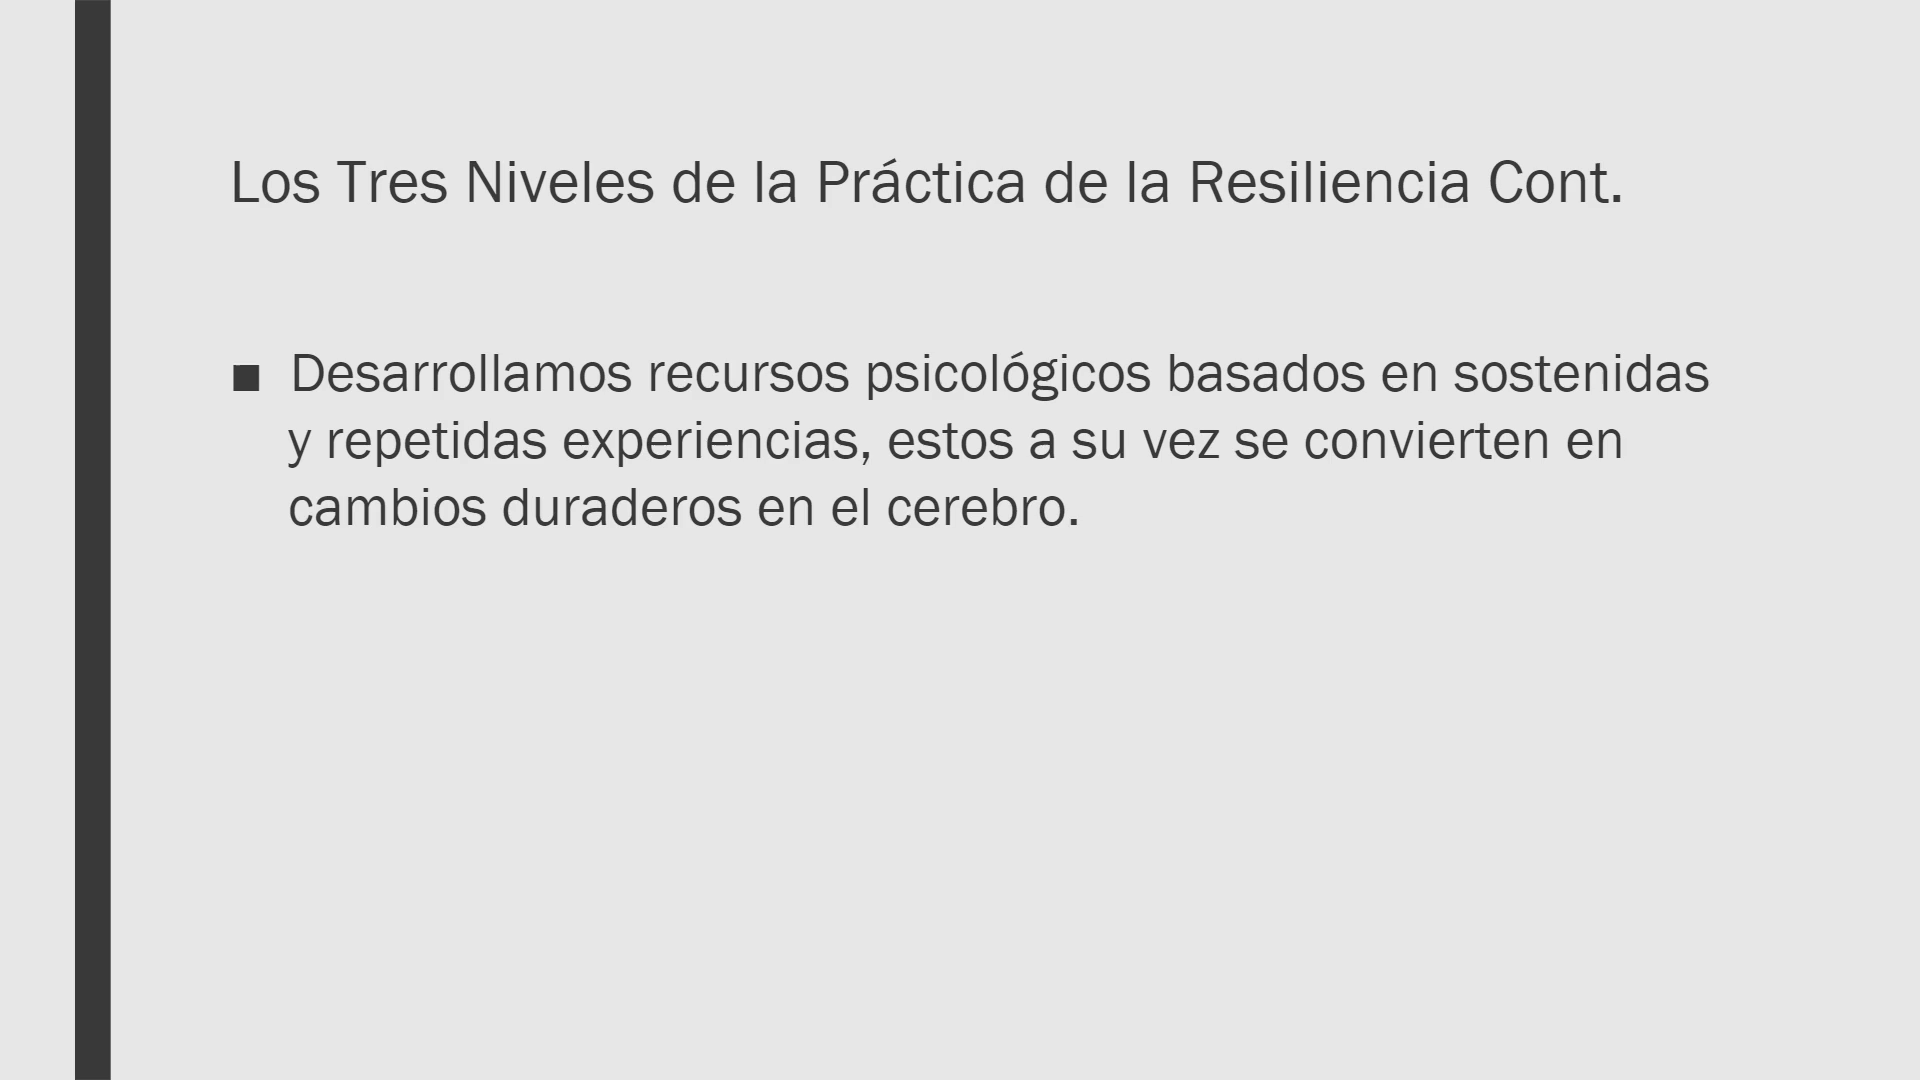 Los Tres Niveles de la Práctica de la Resiliencia Cont.
■ Desarrollamos recursos psicológicos basados en sostenidas
y repetidas experiencias, estos a su vez se convierten en
cambios duraderos en el cerebro.